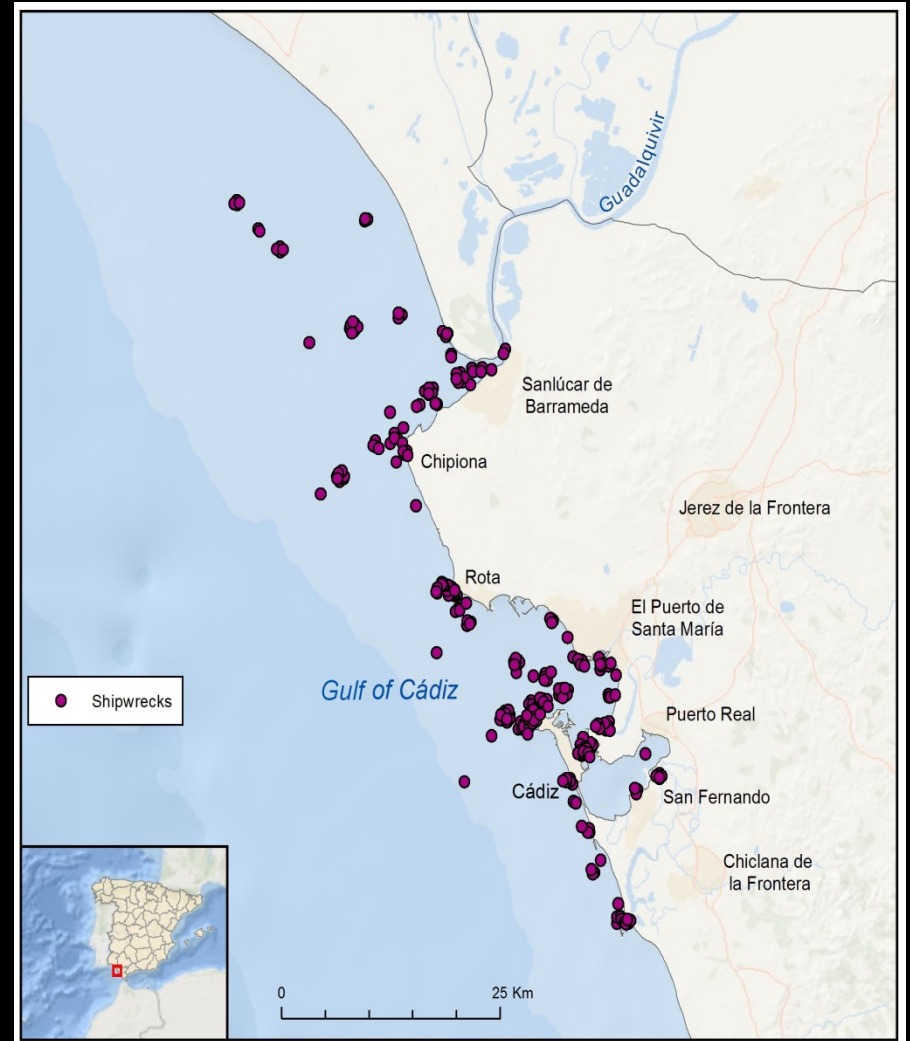 Guadalquivir
Sanlúcar de
Barrameda
Chipiona
Jerez de la Frontera
Rota
El Puerto de
Santa María
Gulf of Cádiz
Shipwrecks
Puerto Real
Cádiz
San Fernando
Chiclana de
la Frontera
0 25 Km